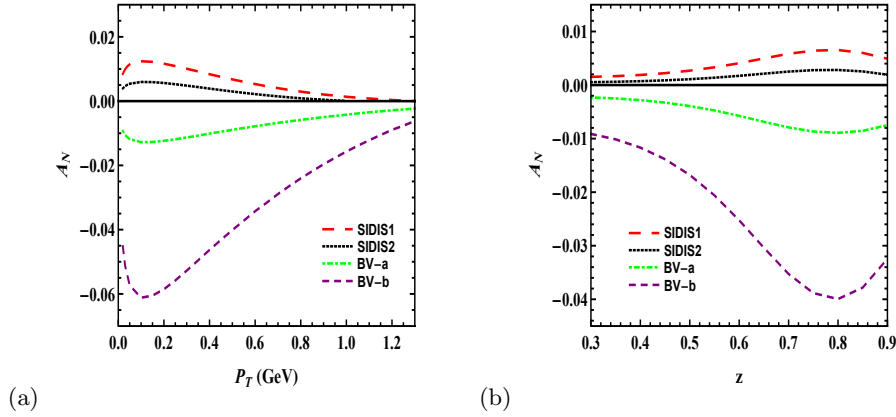 0.02
0.00
−0.02
−0.04
−0.06
A_N
SIDIS1
SIDIS2
BV−a
BV−b
0.0 0.2 0.4 0.6 0.8 1.0 1.2
P_T (GeV)
(a)
0.01
0.00
−0.01
−0.02
−0.03
−0.04
A_N
SIDIS1
SIDIS2
BV−a
BV−b
0.3 0.4 0.5 0.6 0.7 0.8 0.9
z
(b)